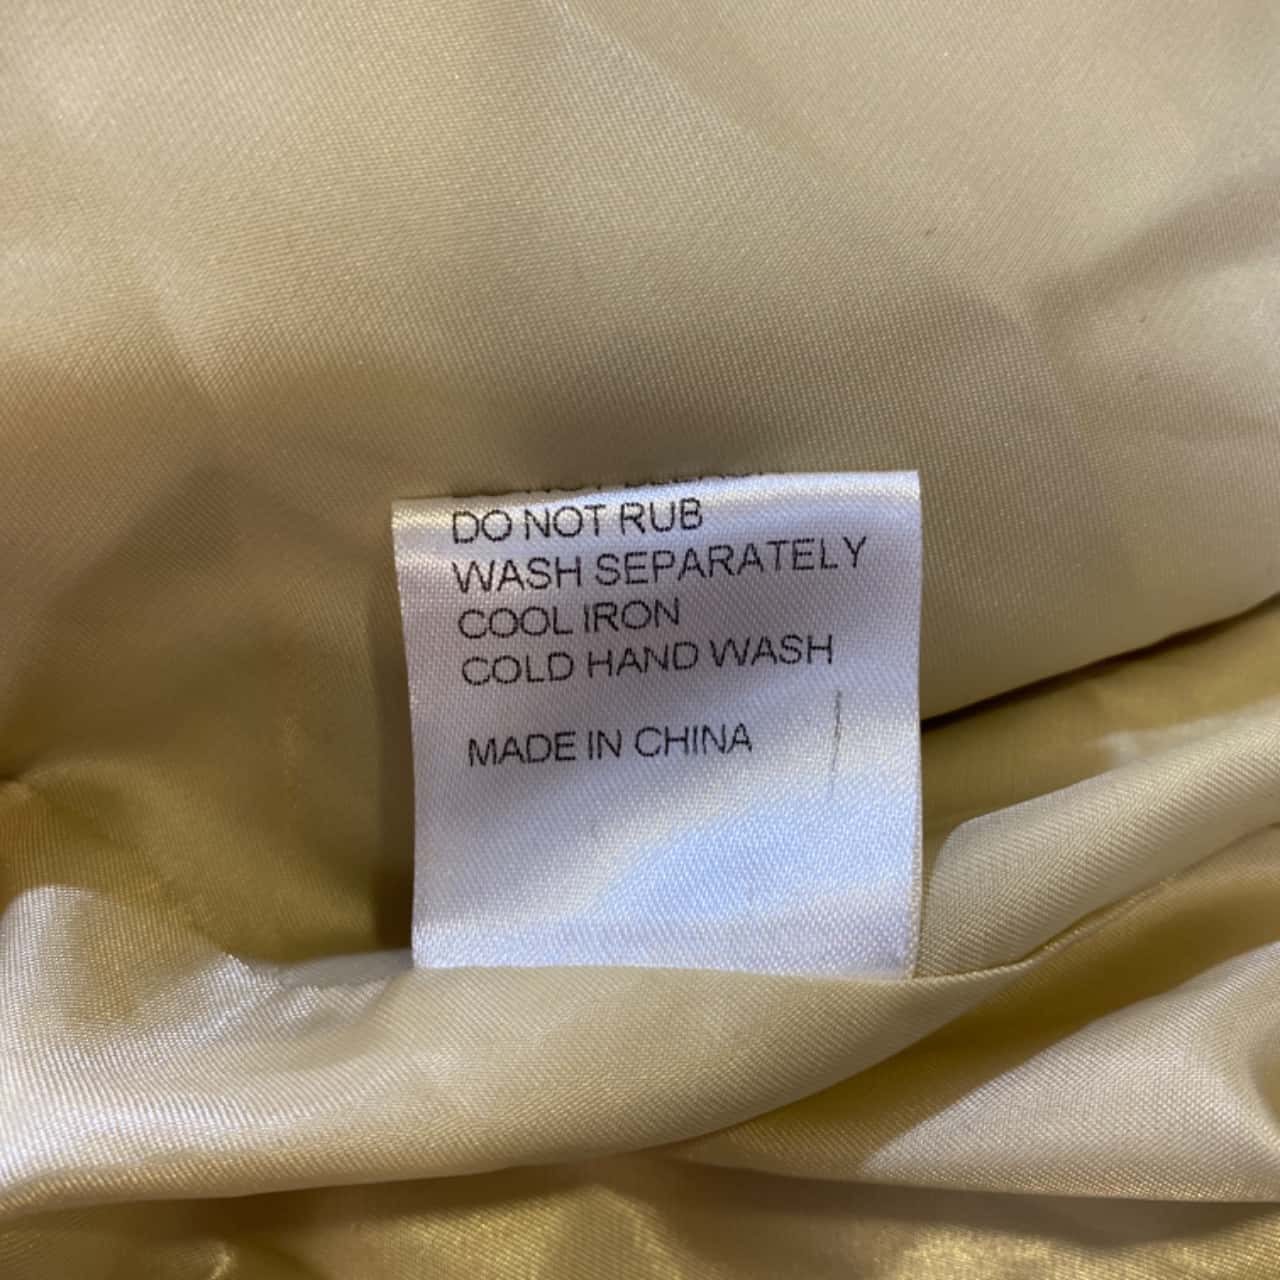 DO NOT RUB
WASH SEPARATELY
COOL IRON
COLD HAND WASH
MADE IN CHINA